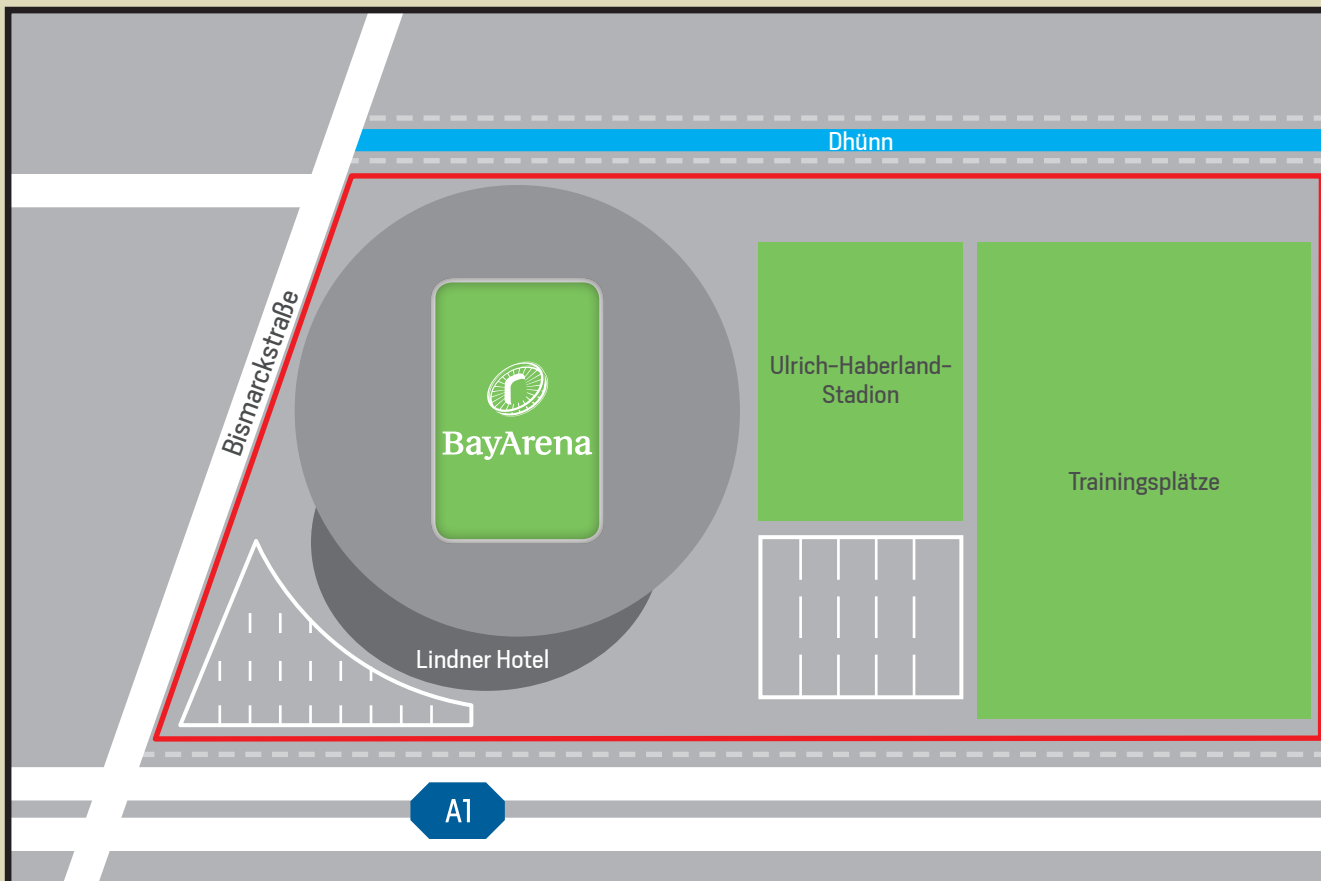 Dhünn
Bismarckstraße
BayArena
Ulrich-Haberland-
Stadion
Trainingsplätze
Lindner Hotel
A1